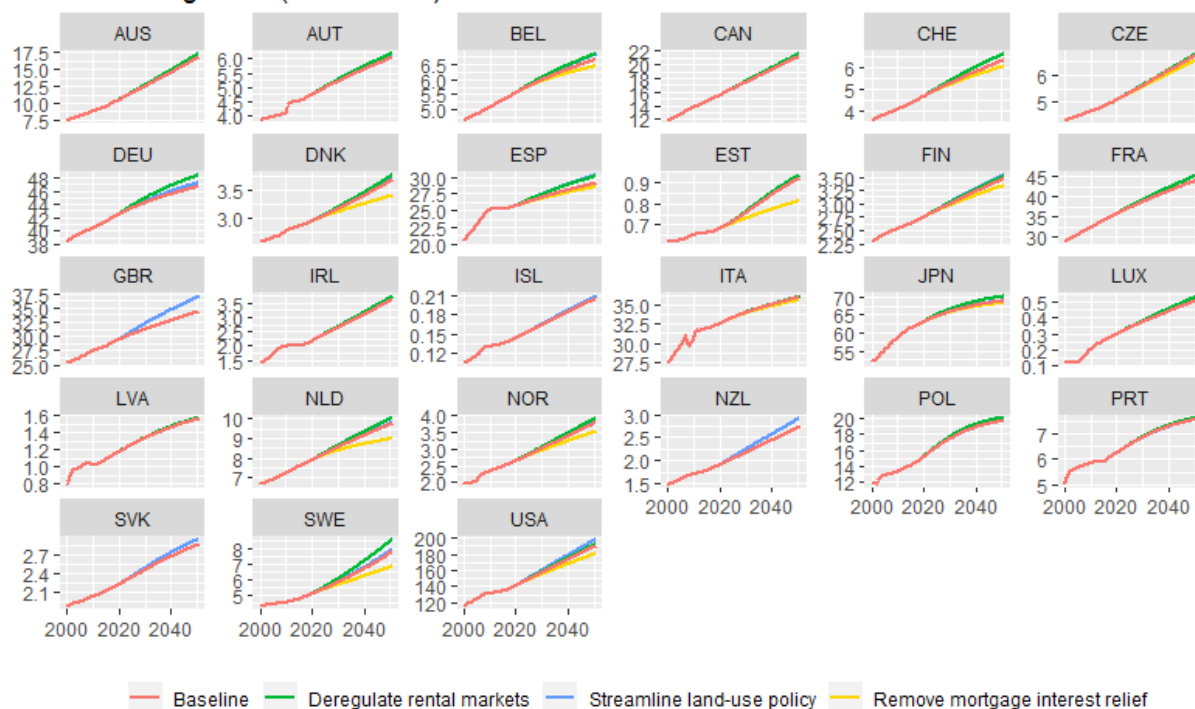 AUS AUT BEL CAN CHE CZE
17.5 15.0 12.5 10.0 7.5
6.0 5.5 5.0 4.5 4.0
6.5 6.0 5.5 5.0
22 20 18 16 14 12
6 5 4
6 5
DEU DNK ESP EST FIN FRA
48 46 44 42 40 38
3.5 3.0
30.0 27.5 25.0 22.5 20.0
0.9 0.8 0.7
3.50 3.25 3.00 2.75 2.50 2.25
45 40 35 30
GBR IRL ISL ITA JPN LUX
37.5 35.0 32.5 30.0 27.5 25.0
3.5 3.0 2.5 2.0 1.5
0.21 0.18 0.15 0.12
35.0 32.5 30.0 27.5
70 65 60 55
0.5 0.4 0.3 0.2 0.1
LVA NLD NOR NZL POL PRT
1.6 1.4 1.2 1.0 0.8
10 9 8 7
4.0 3.5 3.0 2.5 2.0
3.0 2.5 2.0 1.5
20 18 16 14 12
7 6 5
2000 2020 2040 2000 2020 2040 2000 2020 2040
SVK SWE USA
2.7 2.4 2.1
8 7 6 5
200 180 160 140 120
2000 2020 2040 2000 2020 2040 2000 2020 2040
Baseline Deregulate rental markets Streamline land-use policy Remove mortgage interest relief